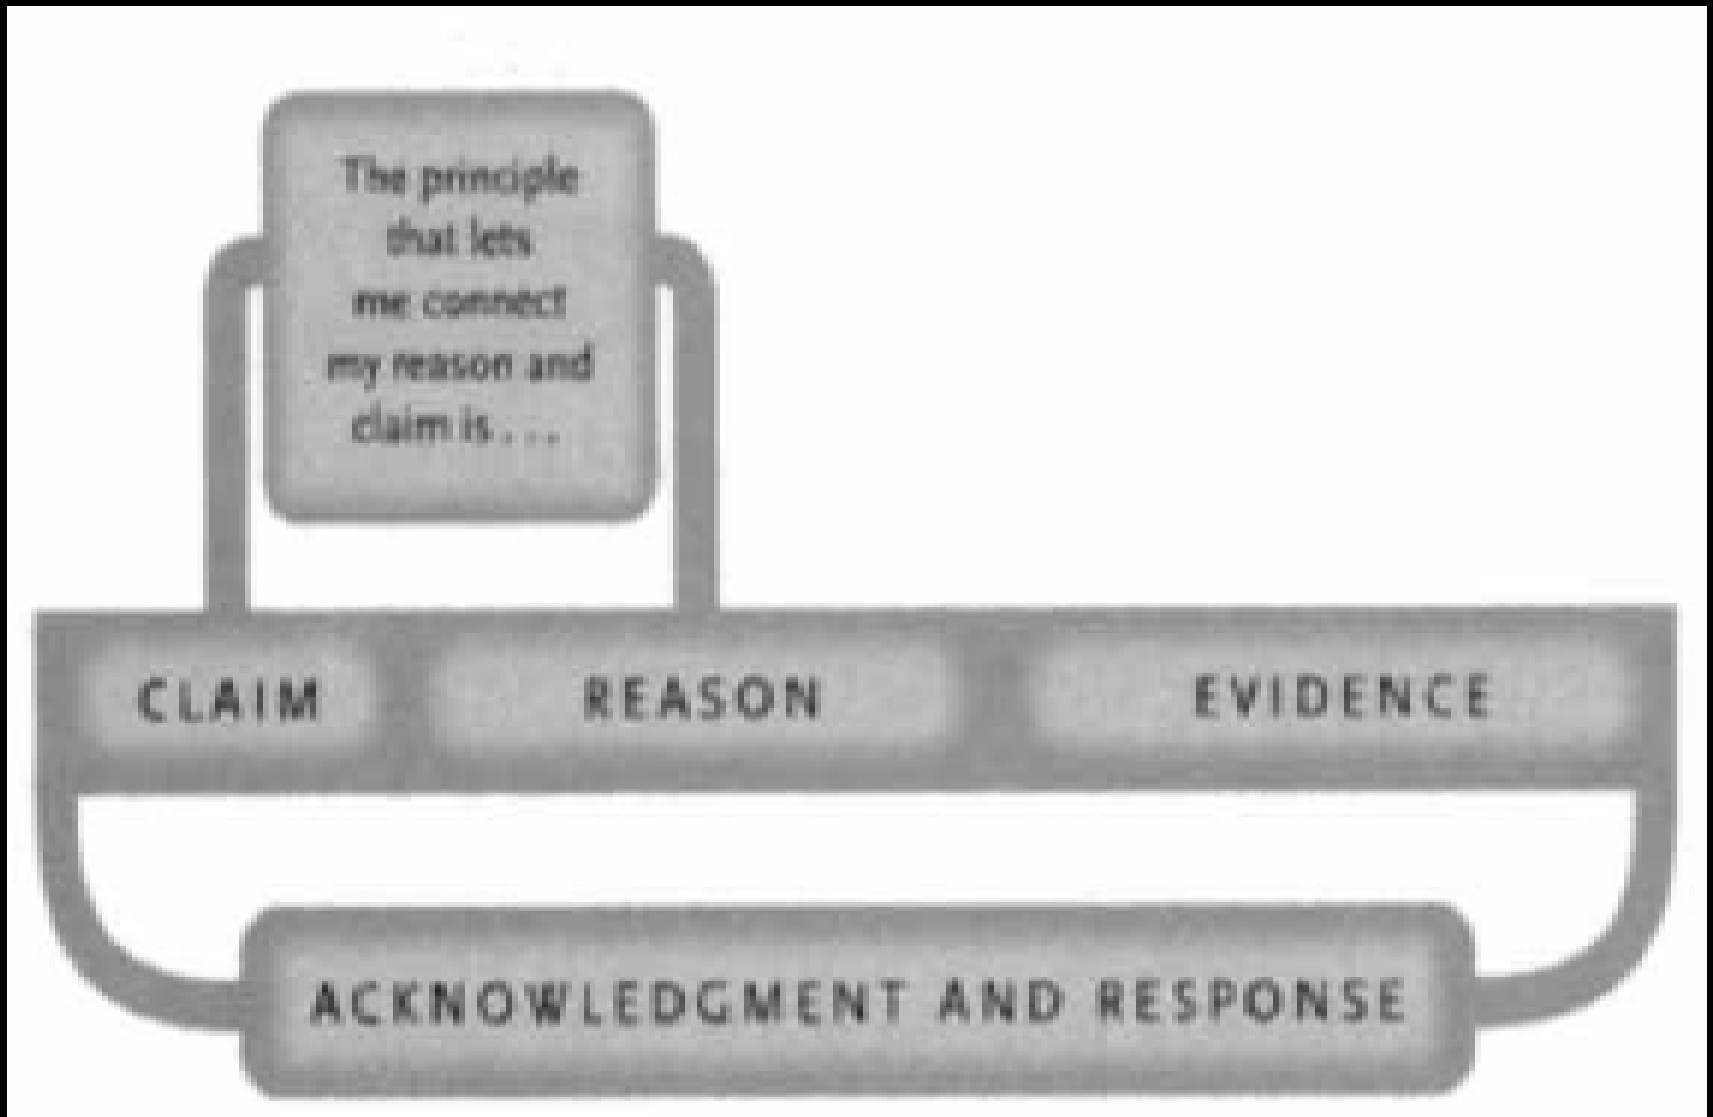 The principle
that lets
me connect
my reason and
claim is . . .
CLAIM REASON EVIDENCE
ACKNOWLEDGMENT AND RESPONSE